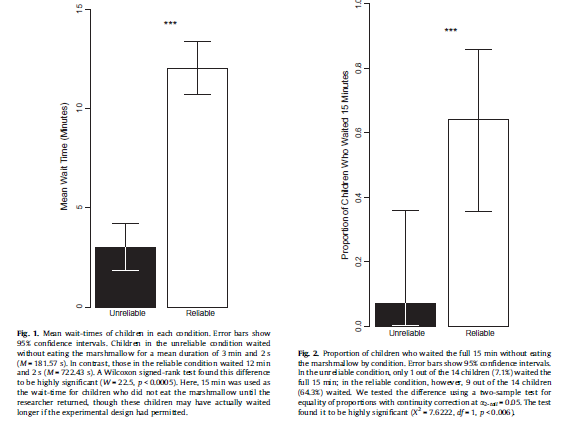 15
***
10
5
0
Mean Wait Time (Minutes)
Unreliable
Reliable
Fig. 1. Mean wait-times of children in each condition. Error bars show
95% confidence intervals. Children in the unreliable condition waited
without eating the marshmallow for a mean duration of 3 min and 2 s
(M = 181.57 s). In contrast, those in the reliable condition waited 12 min
and 2 s (M = 722.43 s). A Wilcoxon signed-rank test found this difference
to be highly significant (W = 22.5, p < 0.0005). Here, 15 min was used as
the wait-time for children who did not eat the marshmallow until the
researcher returned, though these children may have actually waited
longer if the experimental design had permitted.
1.0
***
0.8
0.6
0.4
0.2
0.0
Proportion of Children Who Waited 15 Minutes
Unreliable
Reliable
Fig. 2. Proportion of children who waited the full 15 min without eating
the marshmallow by condition. Error bars show 95% confidence intervals.
In the unreliable condition, only 1 out of the 14 children (7.1%) waited the
full 15 min; in the reliable condition, however, 9 out of the 14 children
(64.3%) waited. We tested the difference using a two-sample test for
equality of proportions with continuity correction at = 0.05. The test
found it to be highly significant (X² = 7.6222, df = 1, p < 0.006).